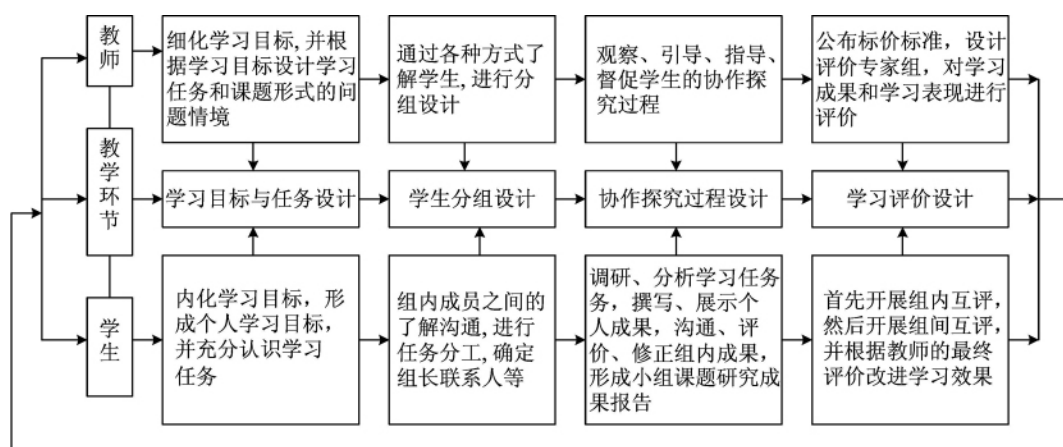 教师
细化学习目标,并根
据学习目标设计学习
任务和课题形式的问
题情境
通过各种方式了
解学生,进行分
组设计
观察、引导、指导、
督促学生的协作探
究过程
公布标价标准，设计
评价专家组，对学习
成果和学习表现进行
评价
教学环节
学习目标与任务设计
学生分组设计
协作探究过程设计
学习评价设计
学生
内化学习目标，形
成个人学习目标，
并充分认识学习
任务
组内成员之间的
了解沟通,进行
任务分工,确定
组长联系人等
调研、分析学习任务
务，撰写、展示个
人成果，沟通、评
价、修正组内成果，
形成小组课题研究成
果报告
首先开展组内互评，
然后开展组间互评，
并根据教师的最终
评价改进学习效果